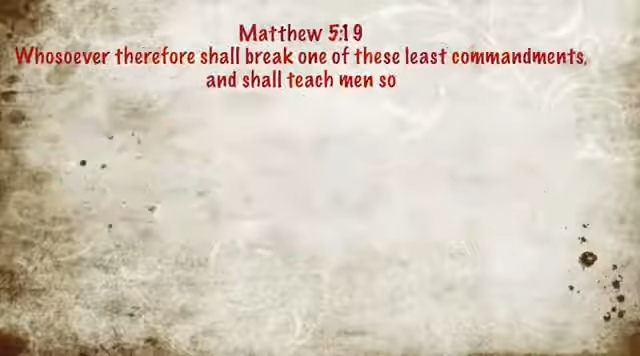 Matthew 5:19
Whosoever therefore shall break one of these least commandments,
and shall teach men so